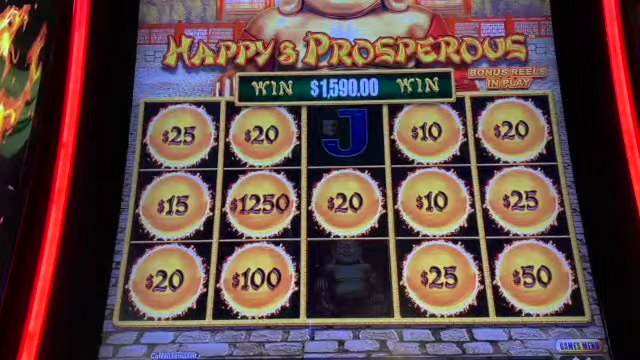 HAPPY & PROSPEROUS
BONUS REELS
IN PLAY
WIN $1,590.00 WIN
$25 $20 J $10 $20
$15 $1250 $20 $10 $25
$20 $100 $25 $50
GAMES MENU